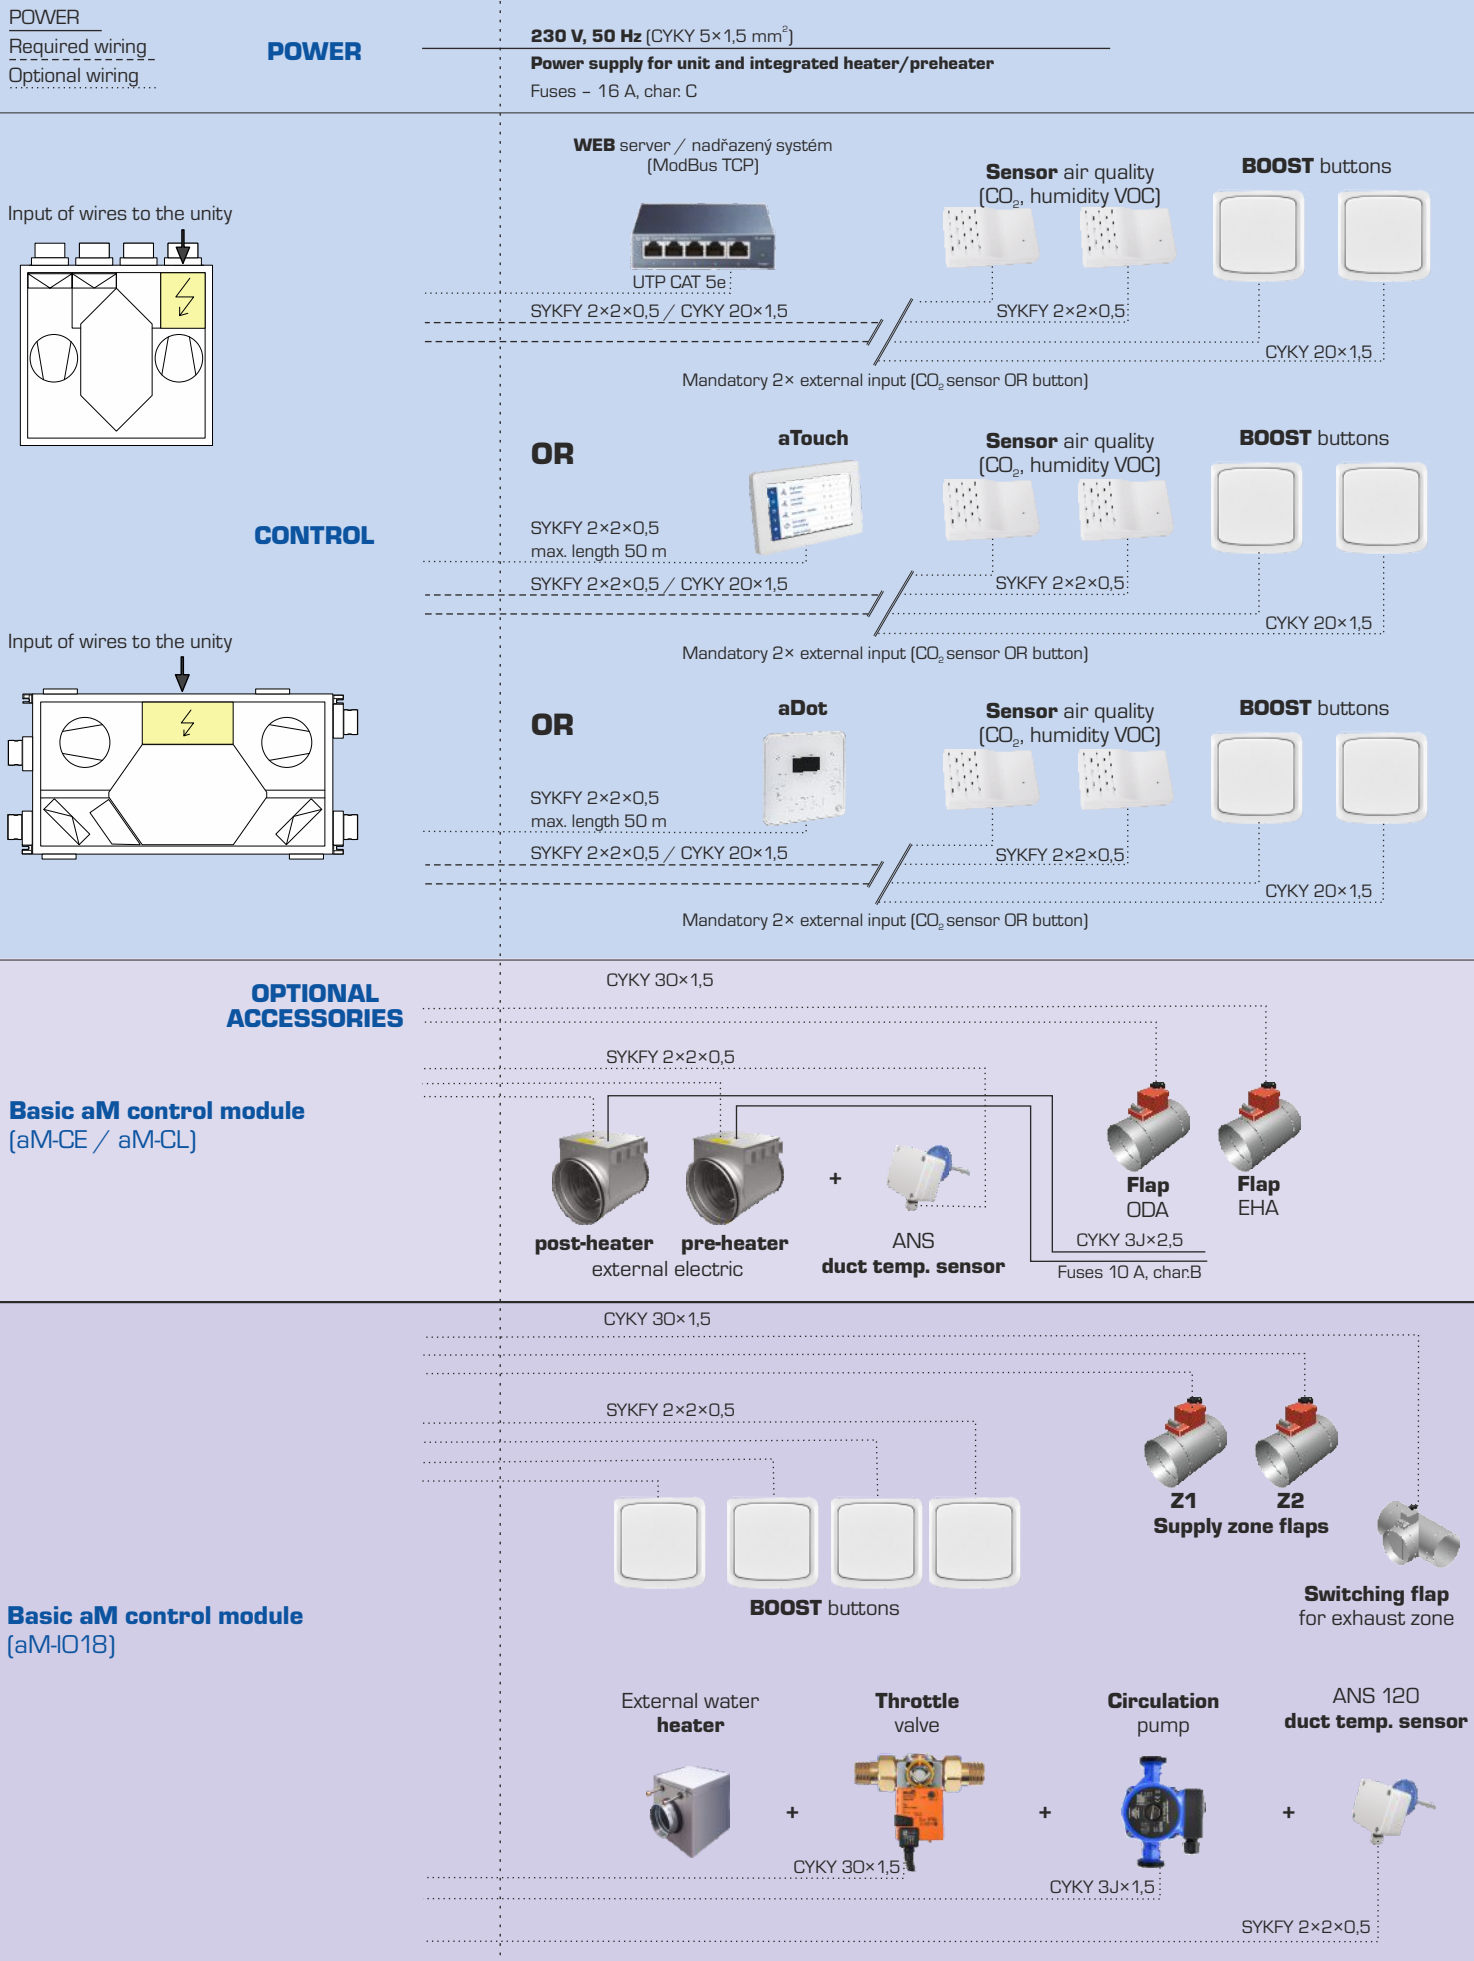 POWER
Required wiring
Optional wiring
POWER
230 V, 50 Hz (CYKY 5×1,5 mm²)
Power supply for unit and integrated heater/preheater
Fuses – 16 A, char. C
WEB server / nadřazený systém
(ModBus TCP)
Sensor air quality
(CO₂, humidity VOC)
BOOST buttons
Input of wires to the unity
UTP CAT 5e
SYKFY 2×2×0,5 / CYKY 2O×1,5
SYKFY 2×2×0,5
CYKY 2O×1,5
Mandatory 2× external input (CO₂ sensor OR button)
OR
aTouch
Sensor air quality
(CO₂, humidity VOC)
BOOST buttons
CONTROL
SYKFY 2×2×0,5
max. length 50 m
SYKFY 2×2×0,5 / CYKY 2O×1,5
SYKFY 2×2×0,5
CYKY 2O×1,5
Input of wires to the unity
Mandatory 2× external input (CO₂ sensor OR button)
OR
aDot
Sensor air quality
(CO₂, humidity VOC)
BOOST buttons
SYKFY 2×2×0,5
max. length 50 m
SYKFY 2×2×0,5 / CYKY 2O×1,5
SYKFY 2×2×0,5
CYKY 2O×1,5
Mandatory 2× external input (CO₂ sensor OR button)
OPTIONAL
ACCESSORIES
CYKY 3O×1,5
SYKFY 2×2×0,5
Basic aM control module
(aM-CE / aM-CL)
+
Flap
ODA
Flap
EHA
post-heater
pre-heater
external electric
ANS
duct temp. sensor
CYKY 3J×2,5
Fuses 10 A, char.B
CYKY 3O×1,5
SYKFY 2×2×0,5
Z1
Z2
Supply zone flaps
Switching flap
for exhaust zone
BOOST buttons
Basic aM control module
(aM-IO18)
External water
heater
Throttle
valve
Circulation
pump
ANS 120
duct temp. sensor
+
+
+
CYKY 3O×1,5
CYKY 3J×1,5
SYKFY 2×2×0,5